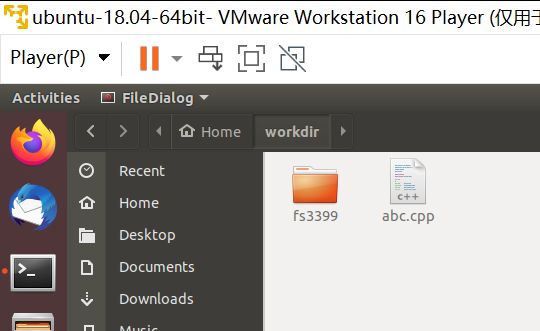 ubuntu-18.04-64bit- VMware Workstation 16 Player (仅用于
Player(P)
Activities FileDialog
Home workdir
Recent
Home
Desktop
Documents
Downloads
Music
fs3399 abc.cpp
C++